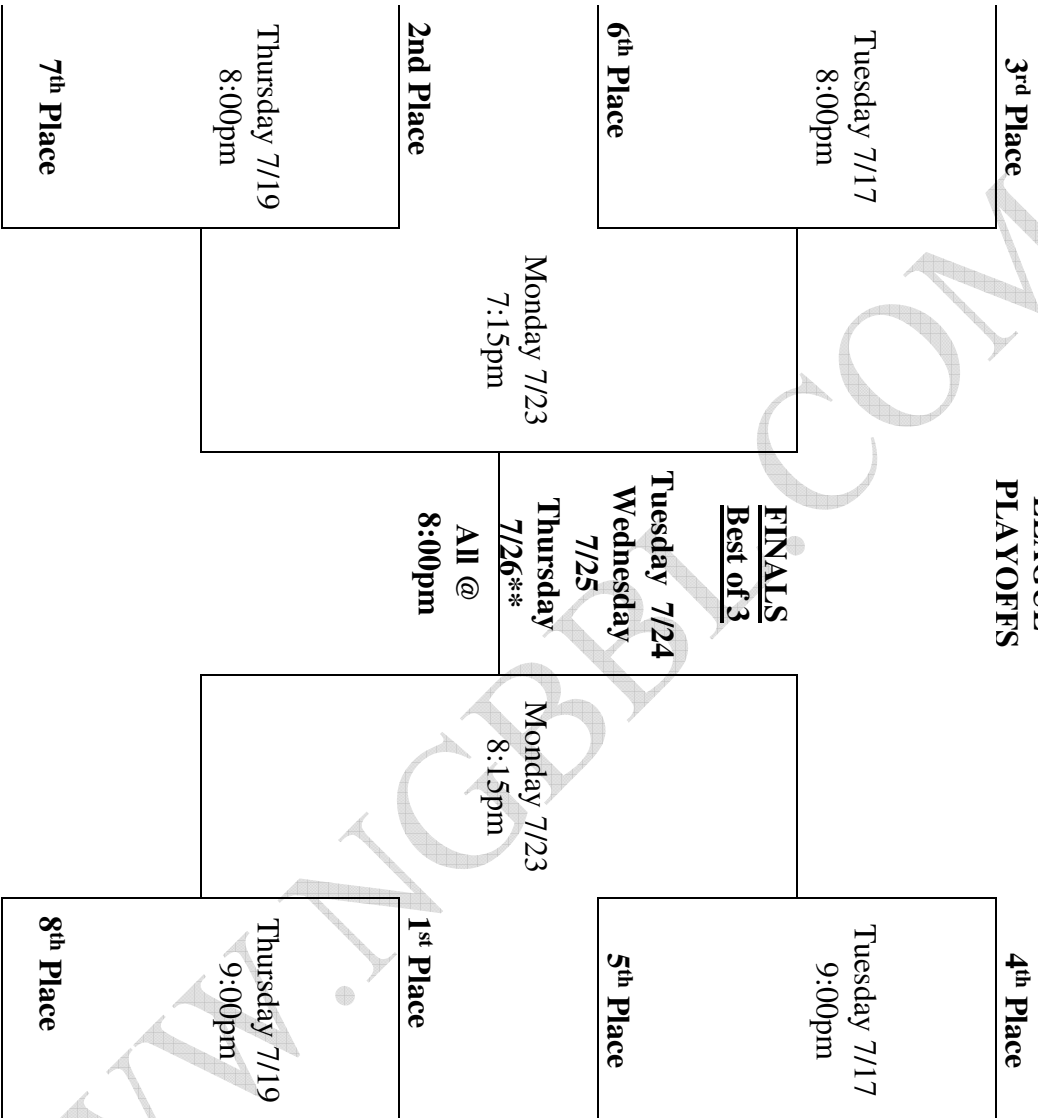 PLAYOFFS
3rd Place
4th Place
Tuesday 7/17
8:00pm
Tuesday 7/17
9:00pm
FINALS
Best of 3
6th Place
5th Place
Tuesday 7/24
Wednesday
7/25
Thursday
7/26**
All @
8:00pm
Monday 7/23
7:15pm
Monday 7/23
8:15pm
2nd Place
1st Place
Thursday 7/19
8:00pm
Thursday 7/19
9:00pm
7th Place
8th Place
W.NGBBL.COM